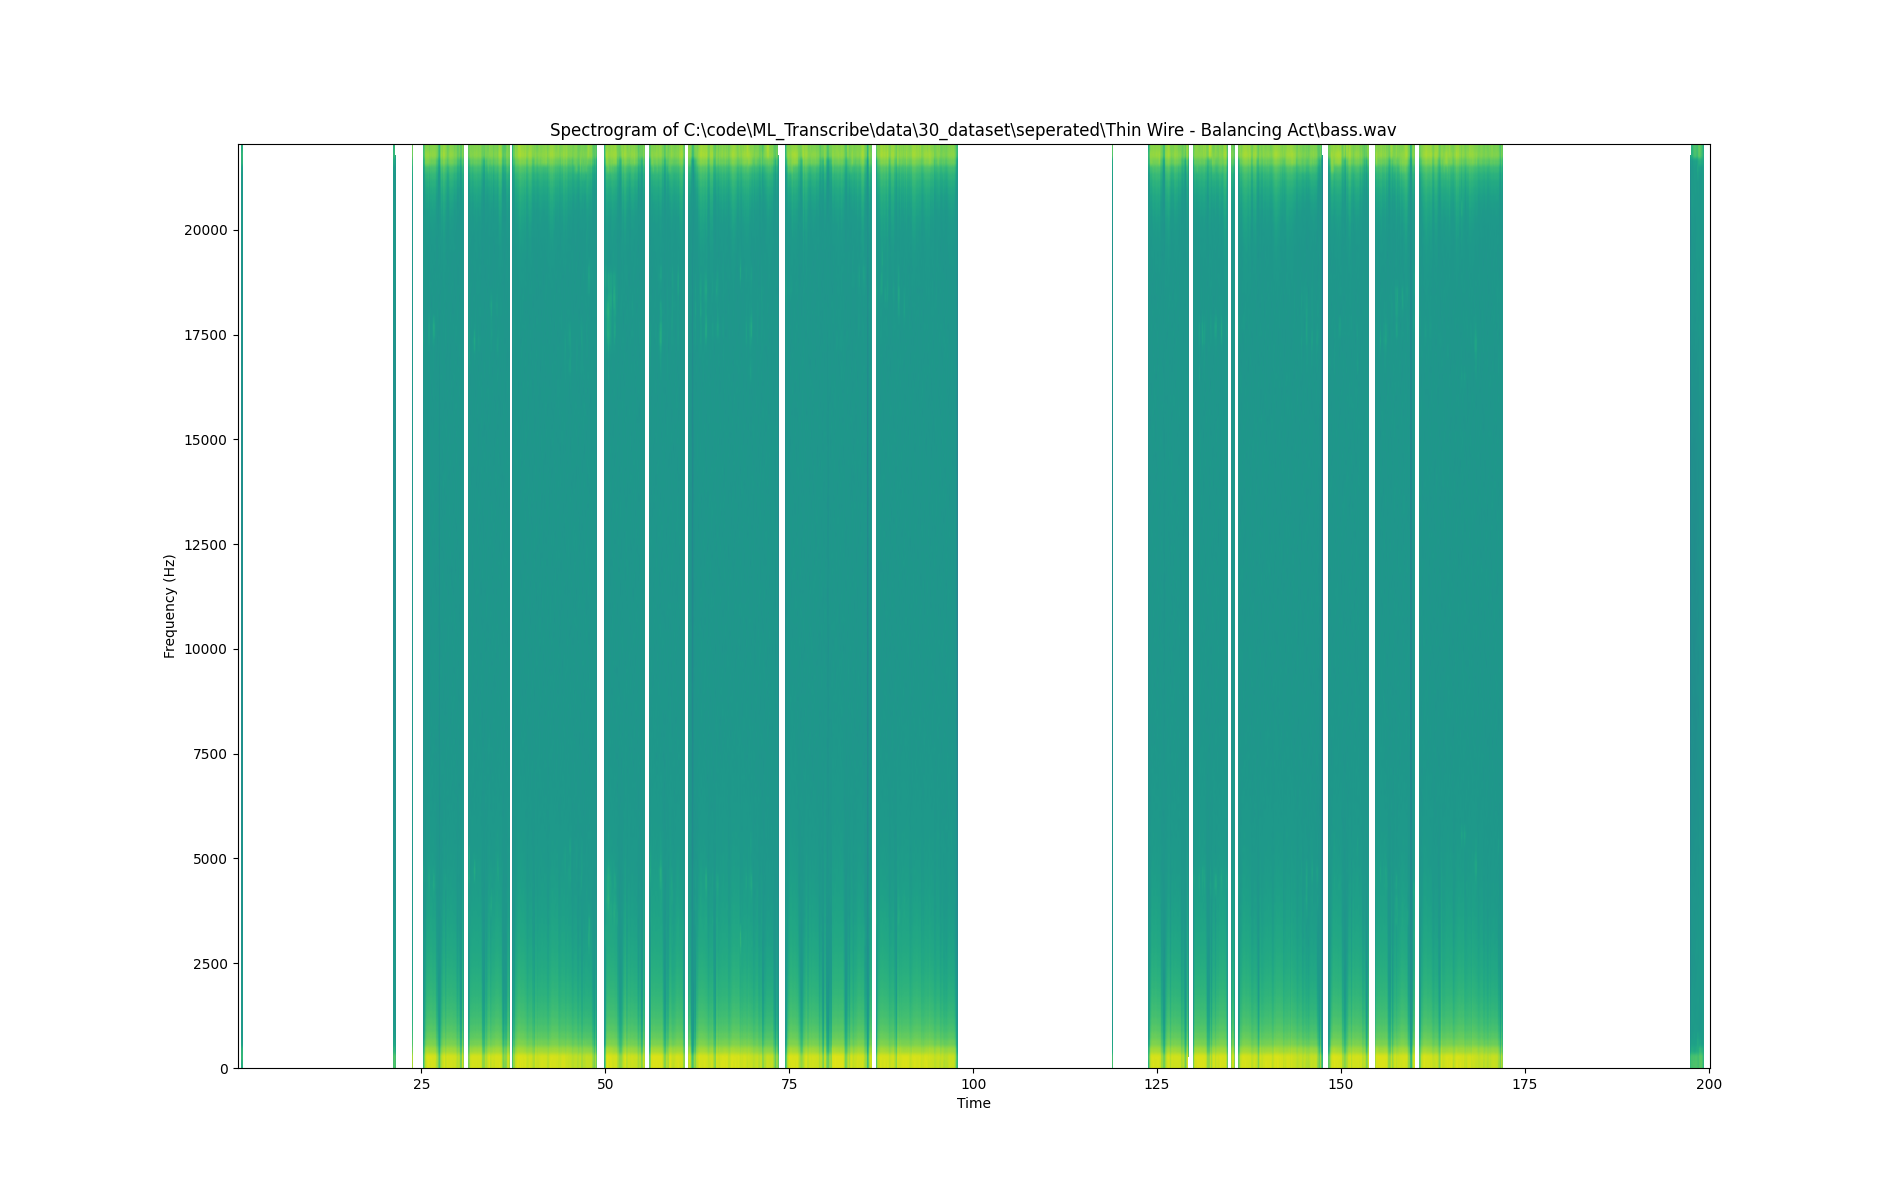 Spectrogram of C:\code\ML_Transcribe\data\30_dataset\seperated\Thin Wire - Balancing Act\bass.wav
20000
17500
15000
12500
10000
7500
5000
2500
0
Frequency (Hz)
25 50 75 100 125 150 175 200
Time